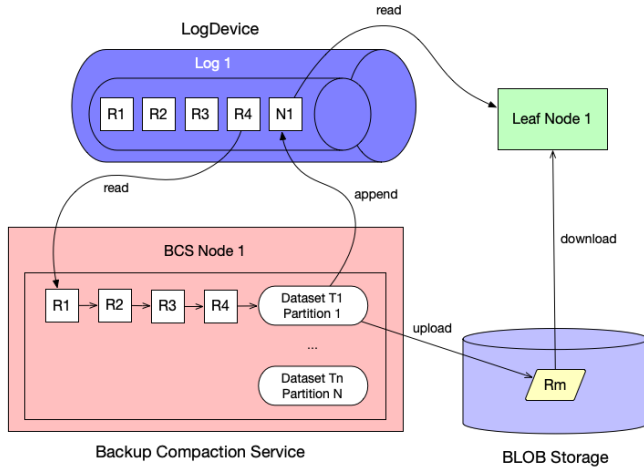 LogDevice
read
Log 1
R1 R2 R3 R4 N1
Leaf Node 1
read
append
download
BCS Node 1
R1 R2 R3 R4
Dataset T1
Partition 1
upload
...
Dataset Tn
Partition N
Rm
Backup Compaction Service
BLOB Storage